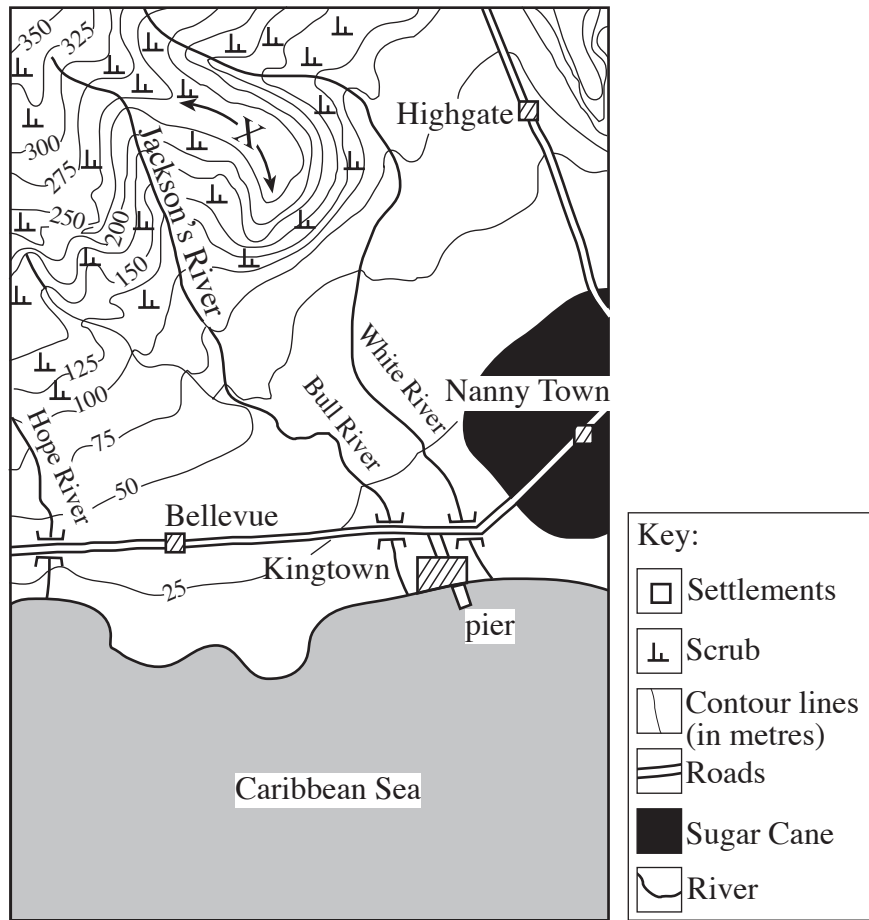 350
325
300
275
250
200
150
125
100
75
50
25
X
Highgate
Jackson's River
White River
Nanny Town
Bull River
Hope River
Bellevue
Kingtown
pier
Caribbean Sea
Key:
Settlements
Scrub
Contour lines
(in metres)
Roads
Sugar Cane
River